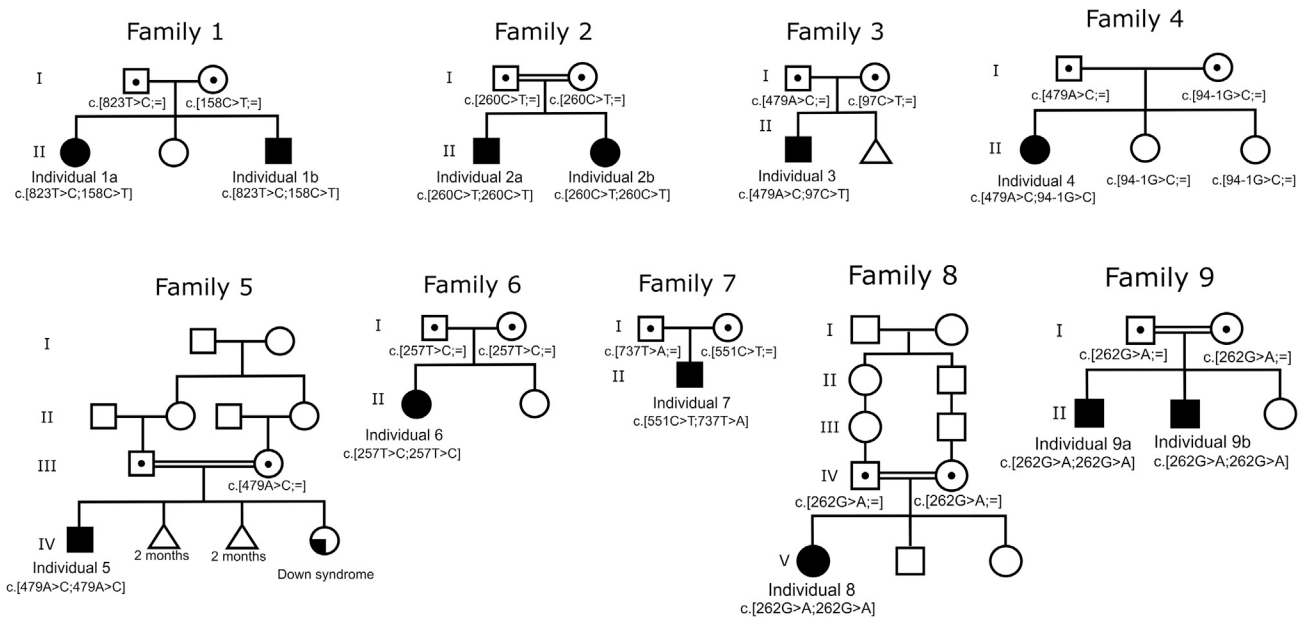 Family 1
I
c.[823T>C;=]
c.[158C>T;=]
II
Individual 1a
c.[823T>C;158C>T]
Individual 1b
c.[823T>C;158C>T]
Family 2
I
c.[260C>T;=]
c.[260C>T;=]
II
Individual 2a
c.[260C>T;260C>T]
Individual 2b
c.[260C>T;260C>T]
Family 3
I
c.[479A>C;=]
c.[97C>T;=]
II
Individual 3
c.[479A>C;97C>T]
Family 4
I
c.[479A>C;=]
c.[94-1G>C;=]
II
Individual 4
c.[479A>C;94-1G>C]
c.[94-1G>C;=]
c.[94-1G>C;=]
Family 5
I
II
III
c.[479A>C;=]
IV
2 months
2 months
Down syndrome
Individual 5
c.[479A>C;479A>C]
Family 6
I
c.[257T>C;=]
c.[257T>C;=]
II
Individual 6
c.[257T>C;257T>C]
Family 7
I
c.[737T>A;=]
c.[551C>T;=]
II
Individual 7
c.[551C>T;737T>A]
Family 8
I
II
III
IV
c.[262G>A;=]
c.[262G>A;=]
V
Individual 8
c.[262G>A;262G>A]
Family 9
I
c.[262G>A;=]
c.[262G>A;=]
II
Individual 9a
c.[262G>A;262G>A]
Individual 9b
c.[262G>A;262G>A]